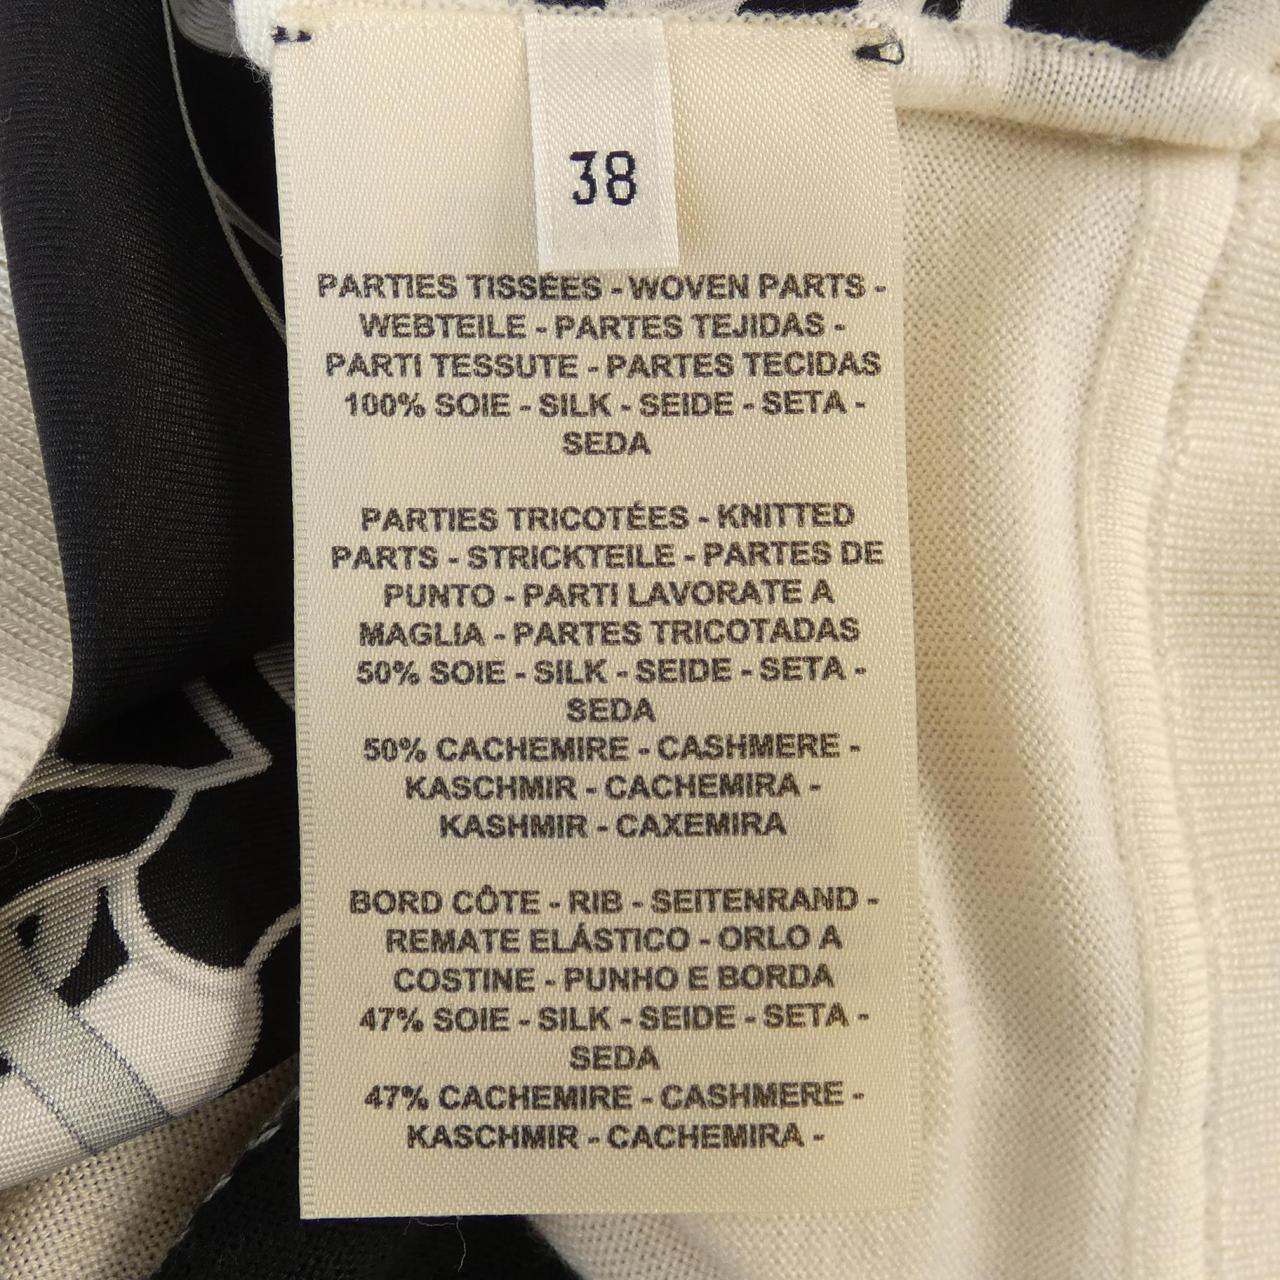 38
PARTIES TISSÉES - WOVEN PARTS -
WEBTEILE - PARTES TEJIDAS -
PARTI TESSUTE - PARTES TECIDAS
100% SOIE - SILK - SEIDE - SETA -
SEDA
PARTIES TRICOTÉES - KNITTED
PARTS - STRICKTEILE - PARTES DE
PUNTO - PARTI LAVORATE A
MAGLIA - PARTES TRICOTADAS
50% SOIE - SILK - SEIDE - SETA -
SEDA
50% CACHEMIRE - CASHMERE -
KASCHMIR - CACHEMIRA -
KASHMIR - CAXEMIRA
BORD CÔTE - RIB - SEITENRAND -
REMATE ELÁSTICO - ORLO A
COSTINE - PUNHO E BORDA
47% SOIE - SILK - SEIDE - SETA -
SEDA
47% CACHEMIRE - CASHMERE -
KASCHMIR - CACHEMIRA -